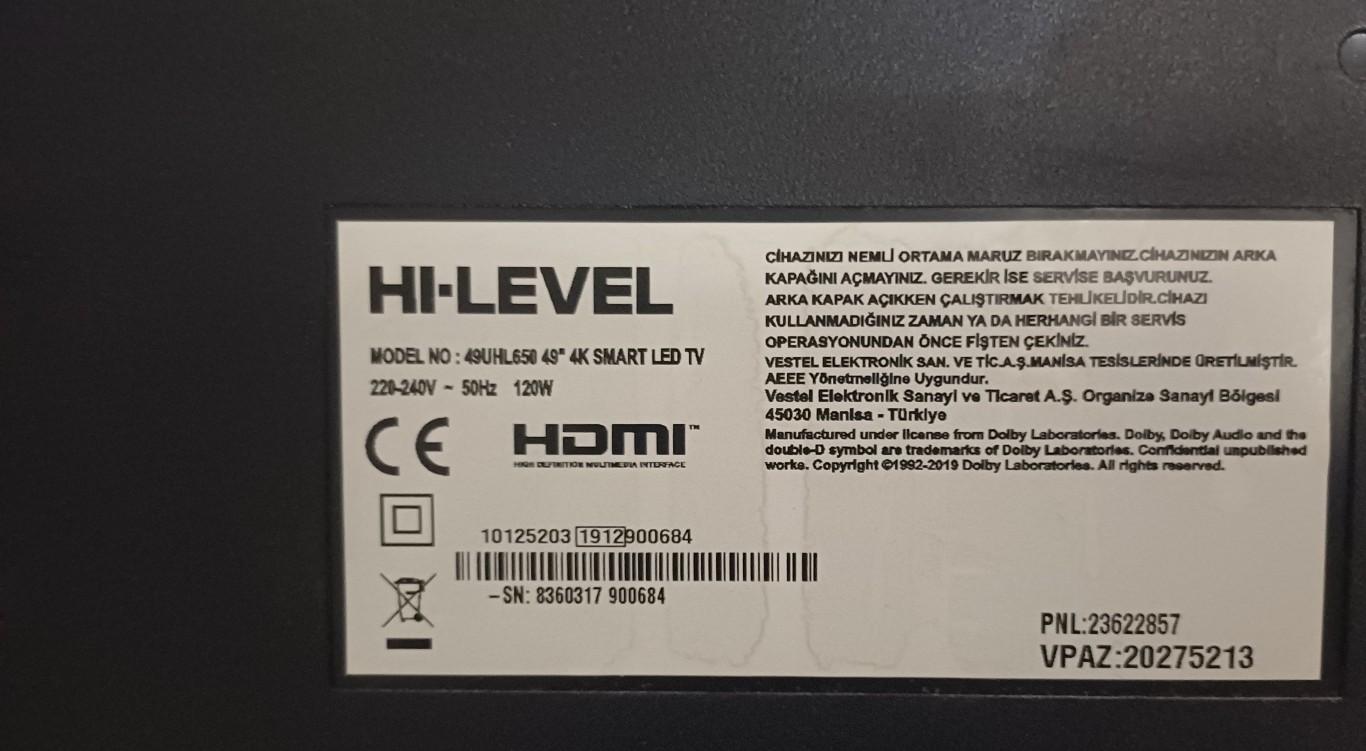 HI-LEVEL
MODEL NO : 49UHL650 49" 4K SMART LED TV
220-240V ~ 50Hz 120W
CE
HDMI™
HIGH DEFINITION MULTIMEDIA INTERFACE
10125203 1912900684
-SN: 8360317 900684
CİHAZINIZI NEMLİ ORTAMA MARUZ BIRAKMAYINIZ.CİHAZINIZIN ARKA
KAPAĞINI AÇMAYINIZ. GEREKİR İSE SERVİSE BAŞVURUNUZ.
ARKA KAPAK AÇIKKEN ÇALIŞTIRMAK TEHLİKELİDİR.CİHAZI
KULLANMADIĞINIZ ZAMAN YA DA HERHANGİ BİR SERVİS
OPERASYONUNDAN ÖNCE FİŞTEN ÇEKİNİZ.
VESTEL ELEKTRONİK SAN. VE TİC.A.Ş.MANİSA TESİSLERİNDE ÜRETİLMİŞTİR.
AEEE Yönetmeliğine Uygundur.
Vestel Elektronik Sanayi ve Ticaret A.Ş. Organize Sanayi Bölgesi
45030 Manisa - Türkiye
Manufactured under license from Dolby Laboratories. Dolby, Dolby Audio and the
double-D symbol are trademarks of Dolby Laboratories. Confidential unpublished
works. Copyright ©1992-2019 Dolby Laboratories. All rights reserved.
PNL:23622857
VPAZ:20275213